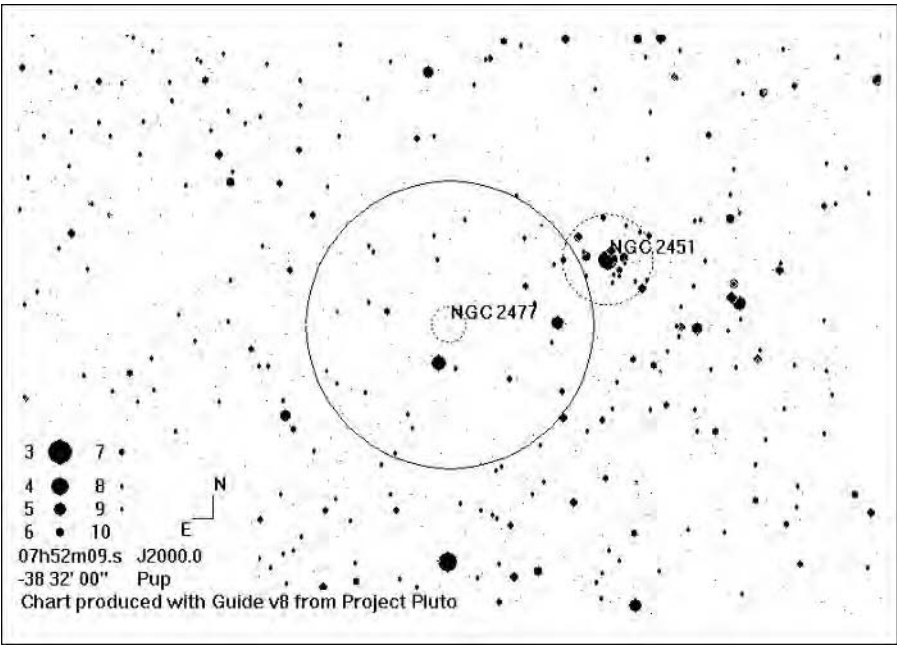 NGC 2451
NGC 2477
3 7
4 8
5 9
6 10
N
E
07h52m09.s J2000.0
-38 32' 00" Pup
Chart produced with Guide v8 from Project Pluto